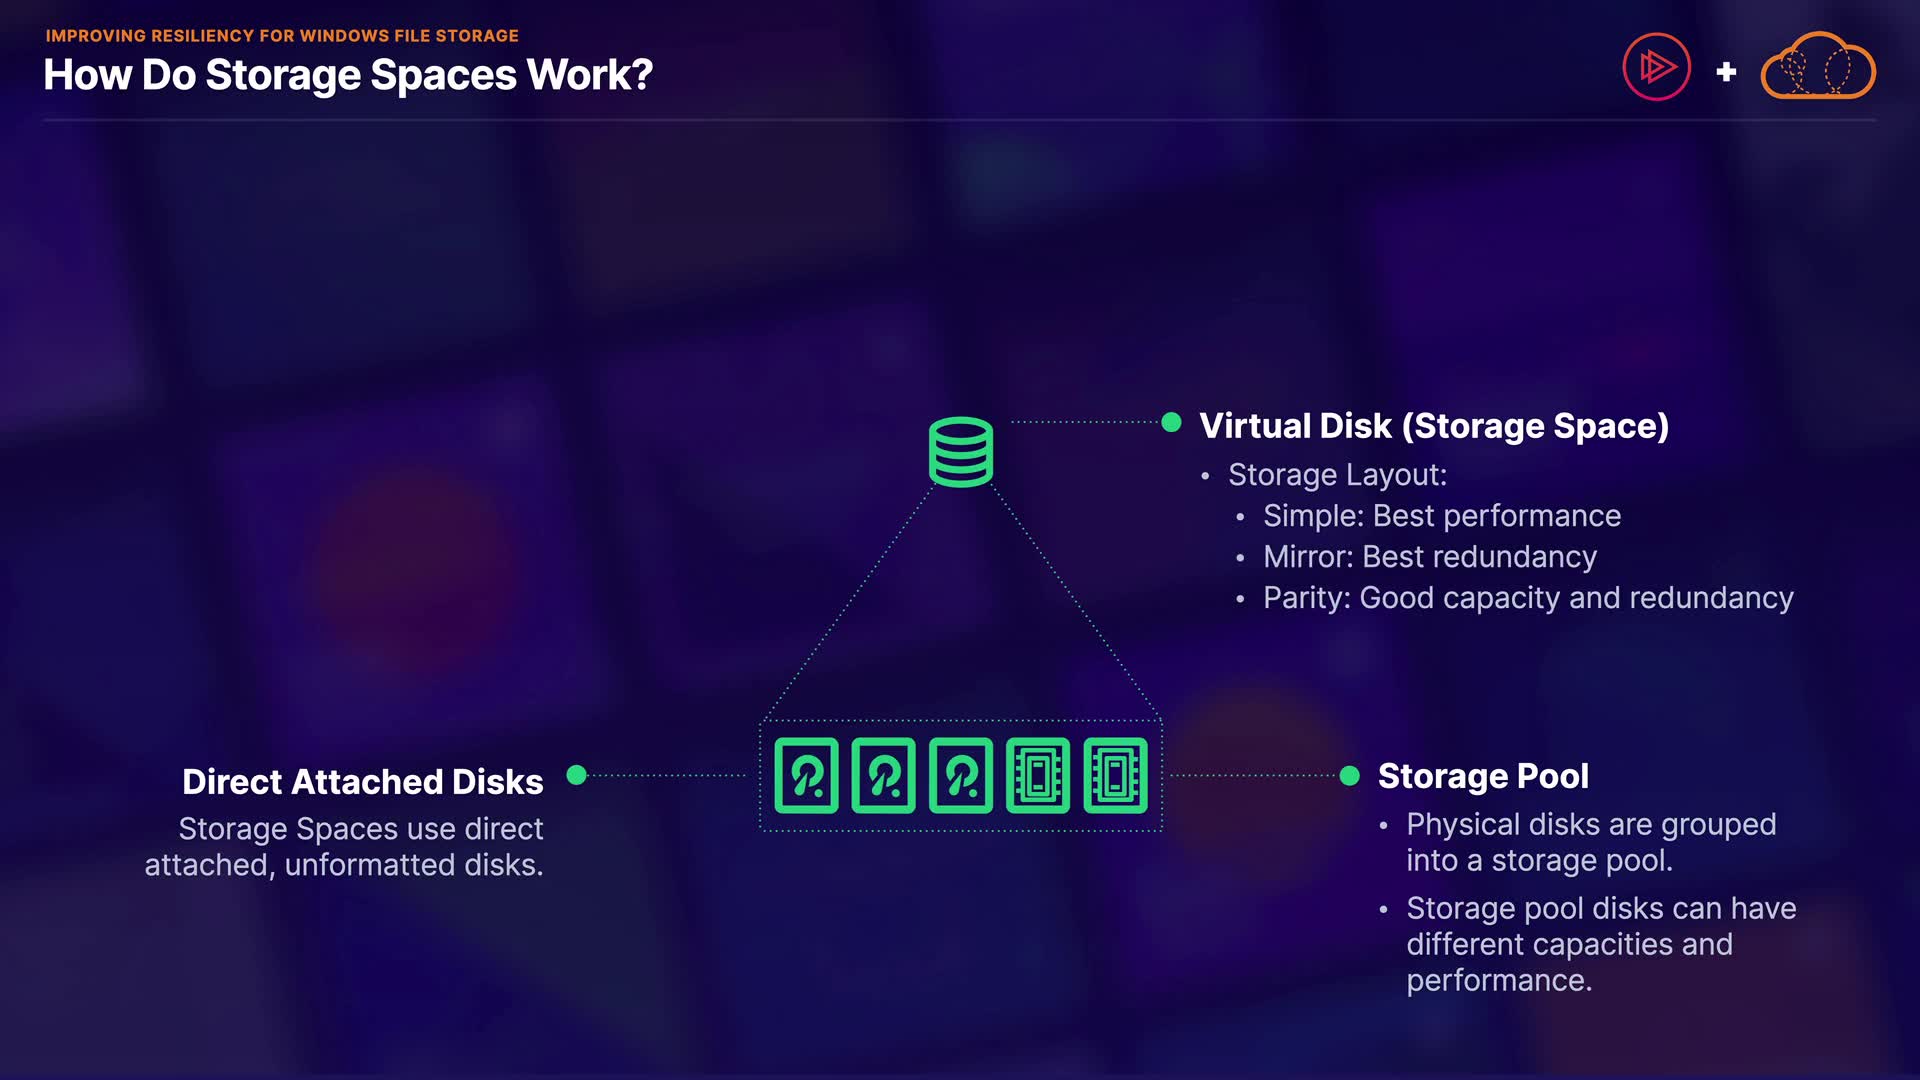 IMPROVING RESILIENCY FOR WINDOWS FILE STORAGE
How Do Storage Spaces Work?
Virtual Disk (Storage Space)
• Storage Layout:
• Simple: Best performance
• Mirror: Best redundancy
• Parity: Good capacity and redundancy
Direct Attached Disks
Storage Spaces use direct
attached, unformatted disks.
Storage Pool
• Physical disks are grouped
into a storage pool.
• Storage pool disks can have
different capacities and
performance.